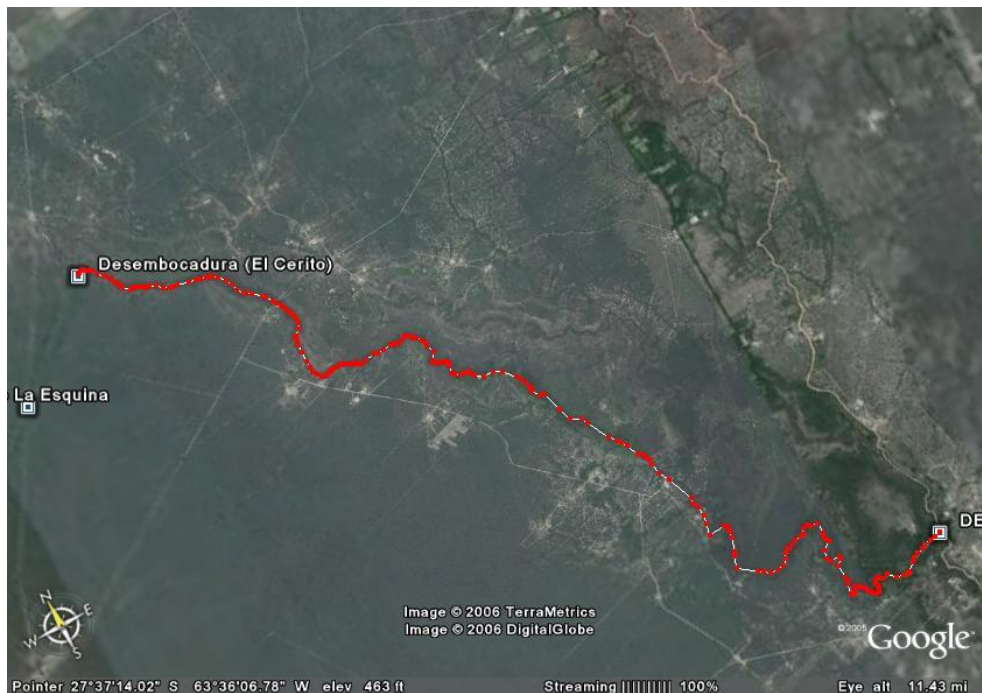 Desembocadura (El Cerito)
La Esquina
DE
N
E
W
S
Image © 2006 TerraMetrics
Image © 2006 DigitalGlobe
© 2005 Google™
Pointer 27°37'14.02" S 63°36'06.78" W elev 463 ft Streaming |||||||||| 100% Eye alt 11.43 mi